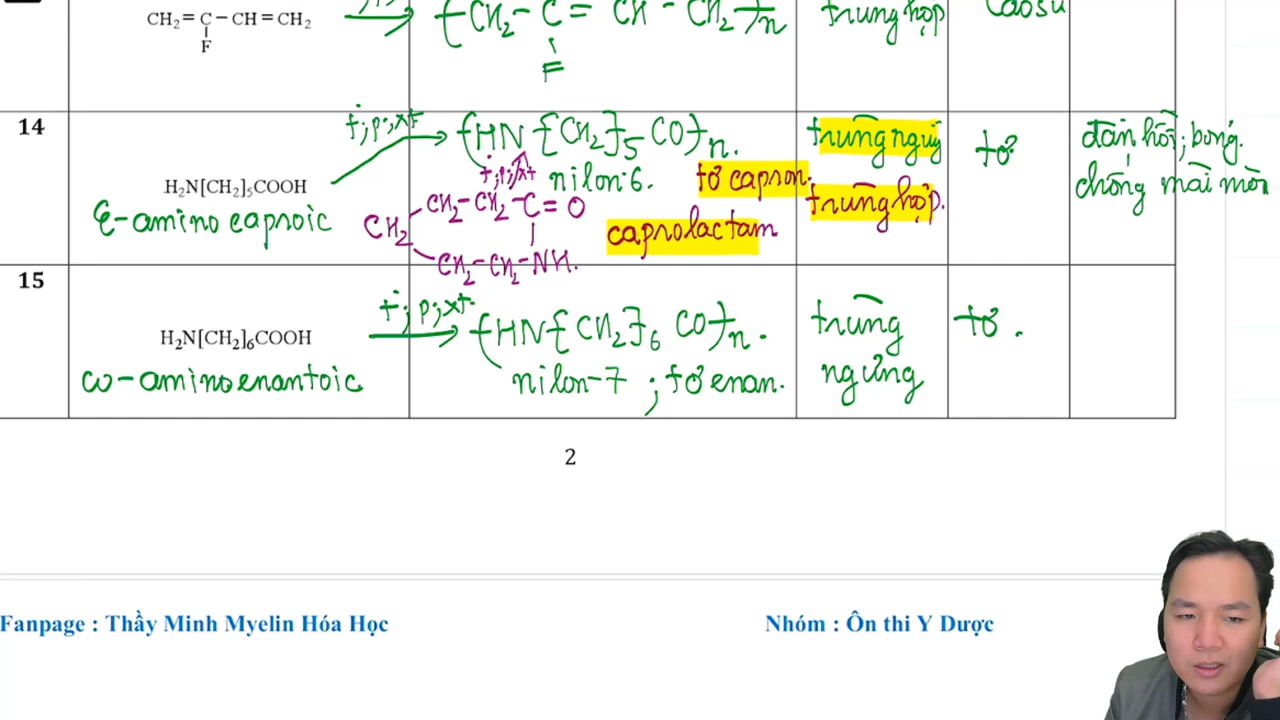 CH₂=C−CH=CH₂
F
(CH₂−C=CH−CH₂)n
F
trùng hợp
Caosu
14
H₂N[CH₂]₅COOH
ε-amino caproic
t°;p;xt
(HN[CH₂]₅CO)n.
nilon-6.
tơ capron.
t;p;xt
CH₂−CH₂−C=O
CH₂
CH₂−CH₂−NH.
caprolactam
trùng ngưng
trùng hợp.
tơ
đàn hồi; bóng.
chống mài mòn
15
H₂N[CH₂]₆COOH
ω-aminoenantoic
t°; p;xt.
(HN[CH₂]₆CO)n.
nilon-7 ; tơ enan.
trùng
ngưng
tơ.
2
Fanpage : Thầy Minh Myelin Hóa Học
Nhóm : Ôn thi Y Dược